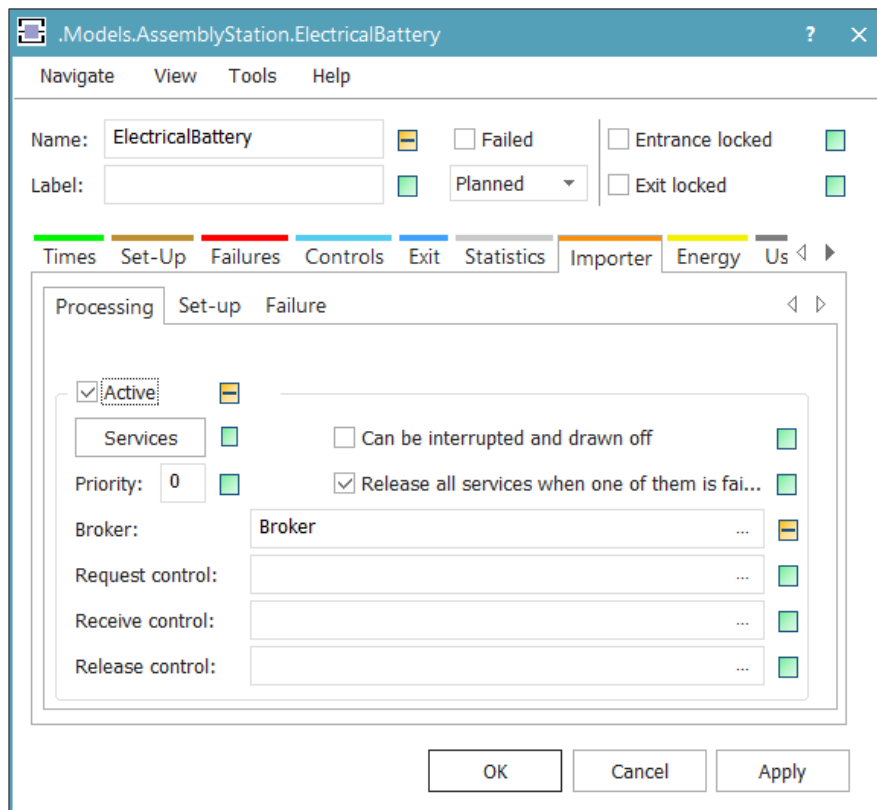 .Models.AssemblyStation.ElectricalBattery ?
Navigate View Tools Help
Name: ElectricalBattery Failed Entrance locked
Label: Planned Exit locked
Times Set-Up Failures Controls Exit Statistics Importer Energy Us
Processing Set-up Failure
Active
Services Can be interrupted and drawn off
Priority: 0 Release all services when one of them is fai...
Broker: Broker ...
Request control: ...
Receive control: ...
Release control: ...
OK Cancel Apply